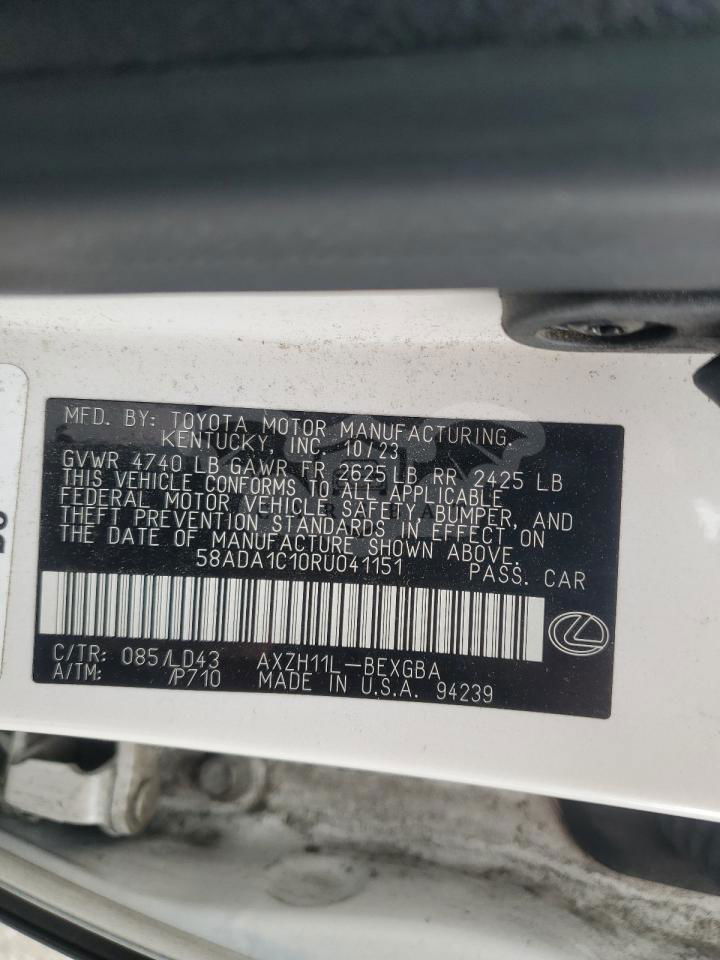 MFD. BY: TOYOTA MOTOR MANUFACTURING,
KENTUCKY, INC. 10/23
GVWR 4740 LB GAWR FR 2625 LB RR 2425 LB
THIS VEHICLE CONFORMS TO ALL APPLICABLE
FEDERAL MOTOR VEHICLE SAFETY, BUMPER, AND
THEFT PREVENTION STANDARDS IN EFFECT ON
THE DATE OF MANUFACTURE SHOWN ABOVE.
58ADA1C10RU041151 PASS. CAR
C/TR: 085/LD43 AXZH11L-BEXGBA
A/TM: /P710 MADE IN U.S.A. 94239